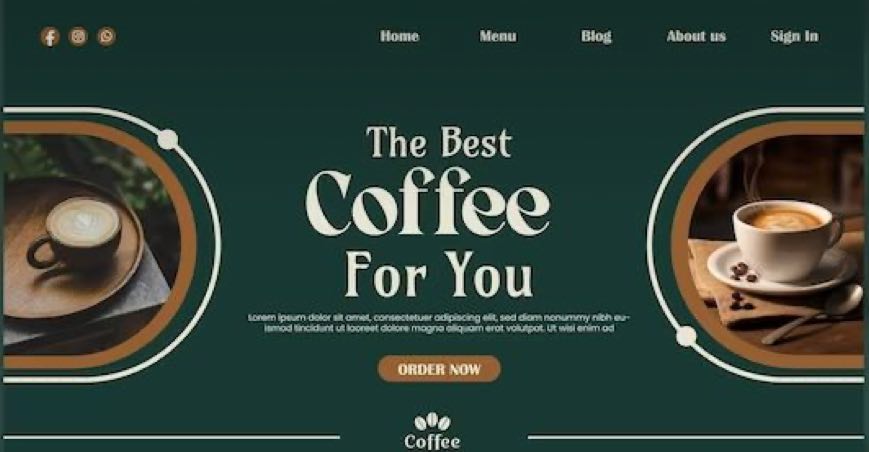 Home Menu Blog About us Sign In
The Best
Coffee
For You
Lorem ipsum dolor sit amet, consectetuer adipiscing elit, sed diam nonummy nibh eu-
ismod tincidunt ut laoreet dolore magna aliquam erat volutpat. Ut wisi enim ad
ORDER NOW
Coffee